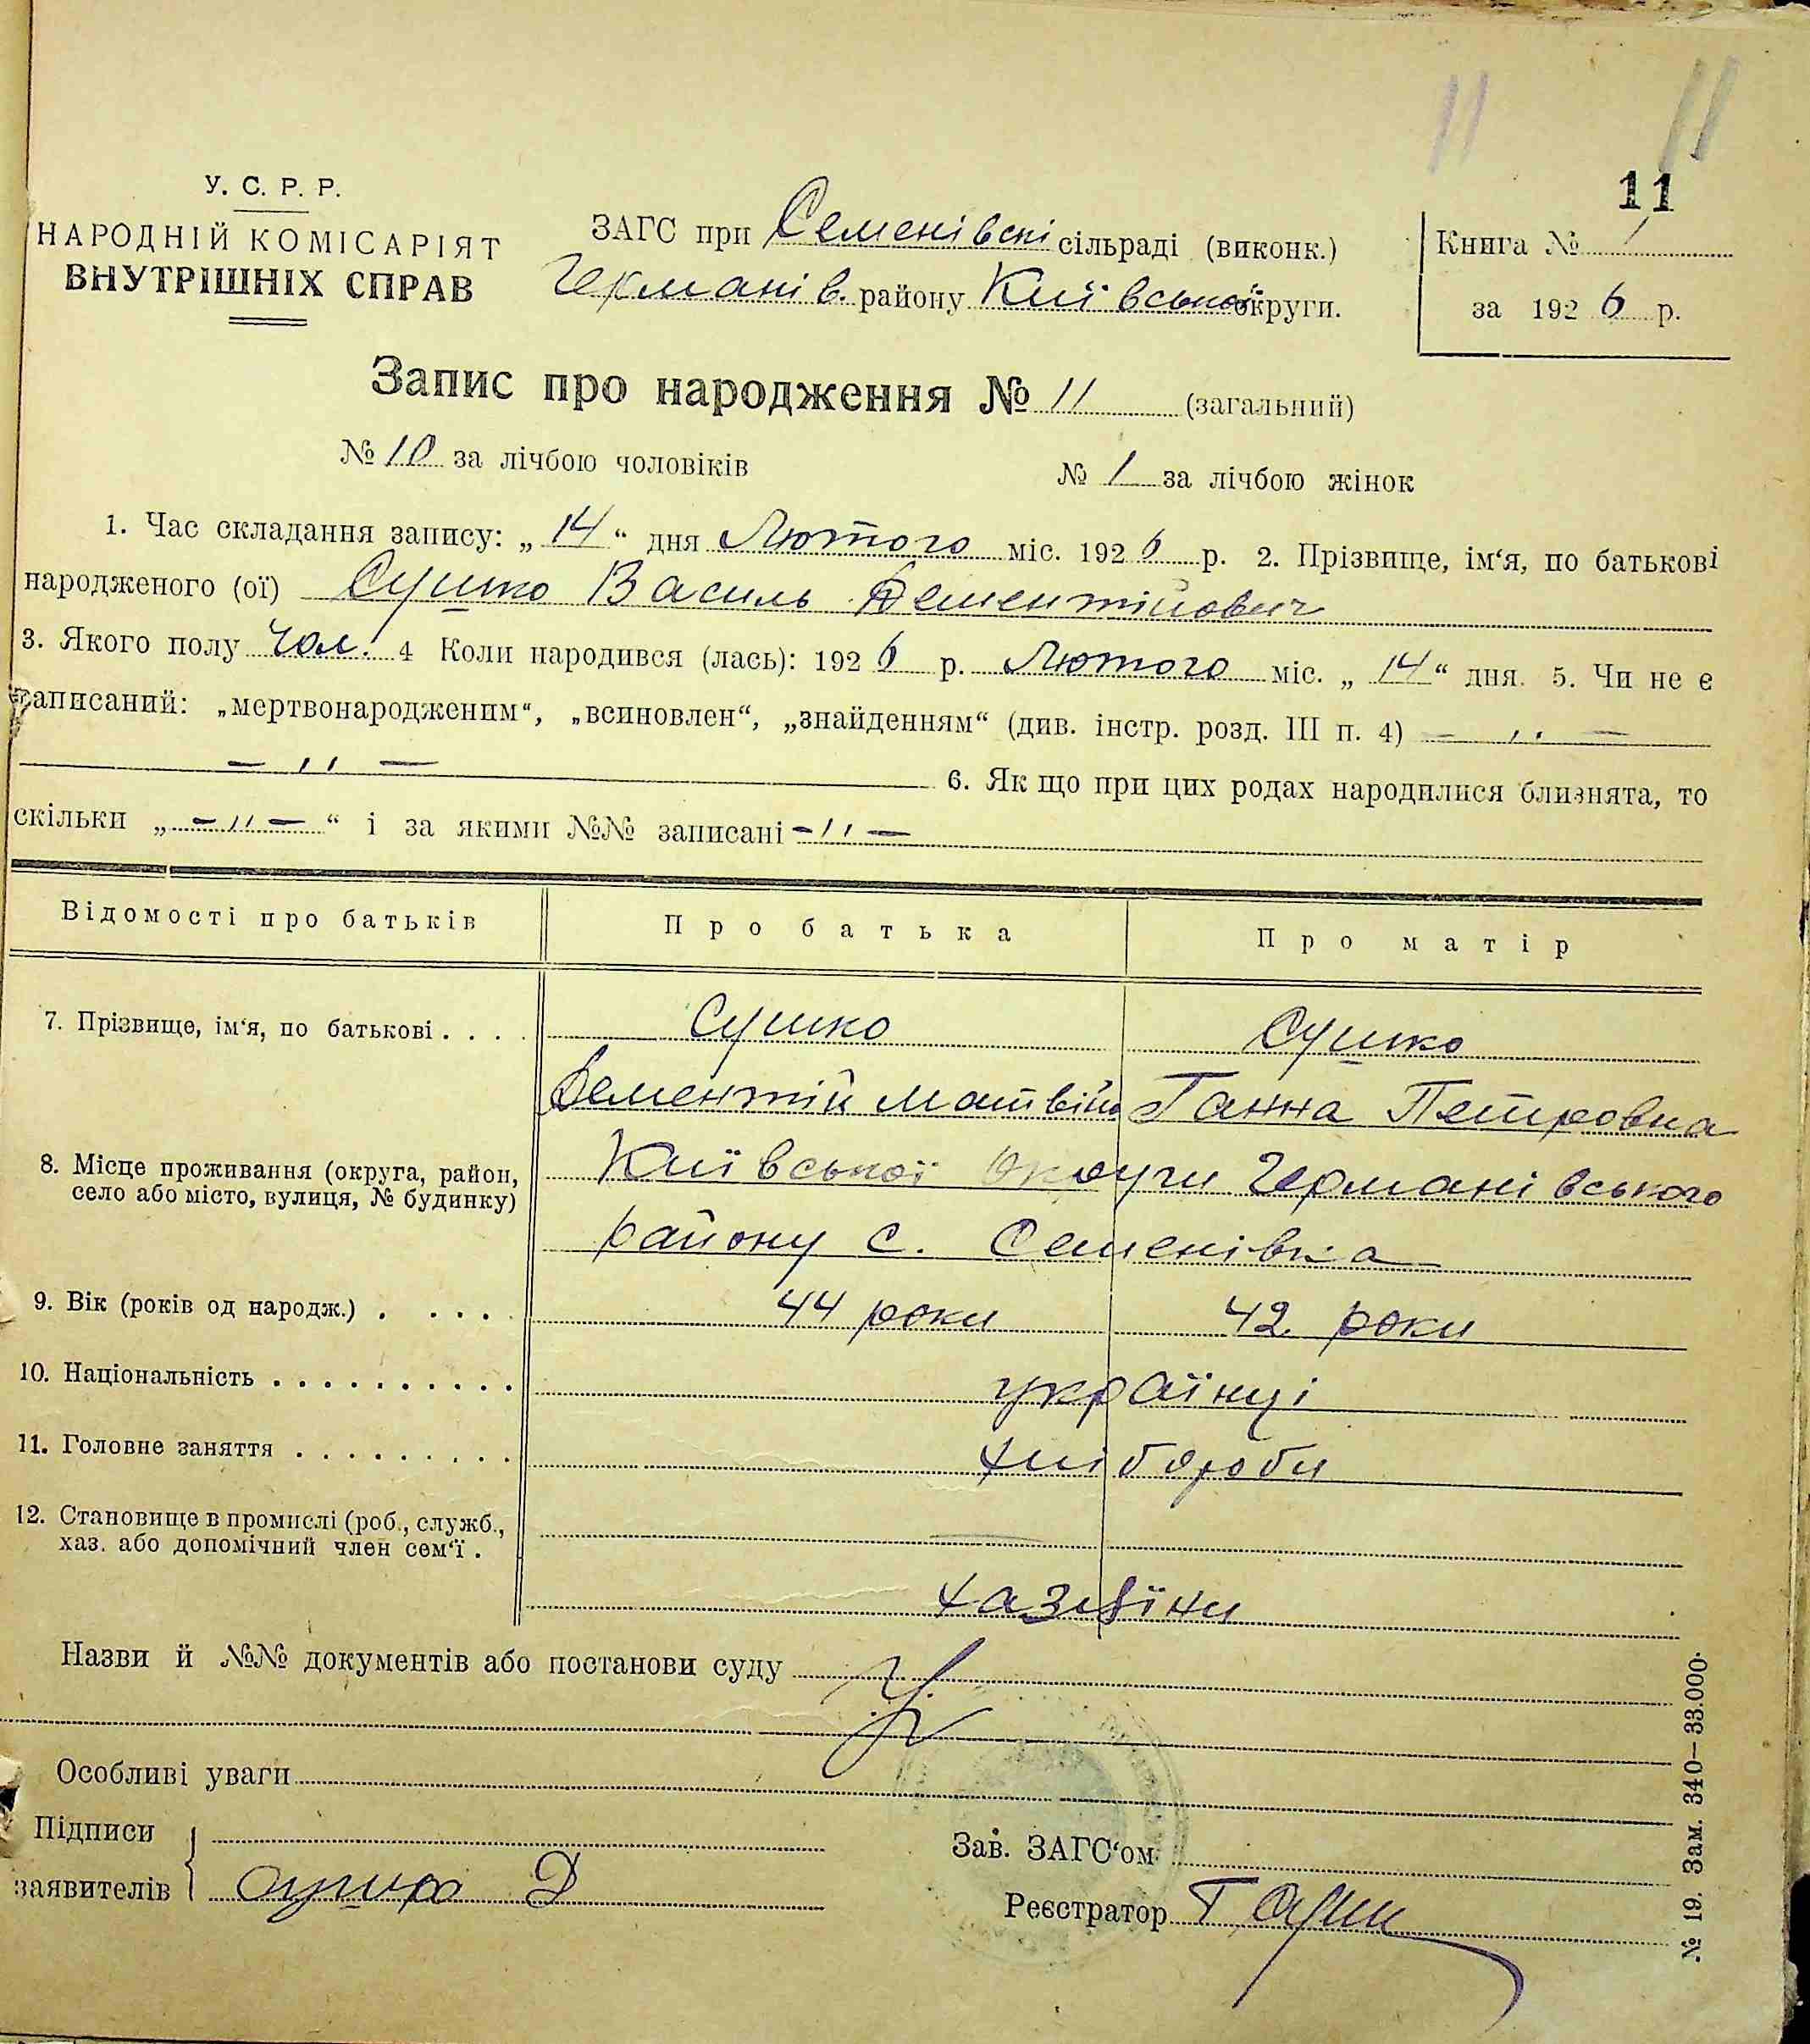 11 11
11
У. С. Р. Р.
НАРОДНІЙ КОМІСАРІЯТ
ВНУТРІШНІХ СПРАВ
ЗАГС при Семенівскі сільраді (виконк.)
Германів. району Київської округи.
Книга № 1
за 1926 р.
Запис про народження № 11 (загальний)
№ 10 за лічбою чоловіків № 1 за лічбою жінок
1. Час складання запису: „14“ дня Лютого міс. 1926 р. 2. Прізвище, ім‘я, по батькові
народженого (ої) Сушко Василь Дементійович
3. Якого полу чол. 4 Коли народився (лась): 1926 р. Лютого міс. „14“ дня. 5. Чи не є
записаний: „мертвонародженим“, „всиновлен“, „знайденням“ (див. інстр. розд. III п. 4) — ,, —
— ,, — 6. Як що при цих родах народилися близнята, то
скільки „— ,, —“ і за якими №№ записані — ,, —
Відомості про батьків Про батька Про матір
7. Прізвище, ім‘я, по батькові . . . . Сушко Сушко
Дементій Матвійо Ганна Петровна
8. Місце проживання (округа, район,
село або місто, вулиця, № будинку)
Київської округи Германівського
району с. Семенівка
9. Вік (років од народж.) . . . . 44 роки 42 роки
10. Національність . . . . . . . . . . українці
11. Головне заняття . . . . . . . . . хлібороби
12. Становище в промислі (роб., служб.,
хаз. або допомічний член сем‘ї .
хазяїни
Назви й №№ документів або постанови суду
Особливі уваги
Підписи
заявителів Сушко Д
Зав. ЗАГС‘ом
Реєстратор
№ 19. Зам. 340—33.000.